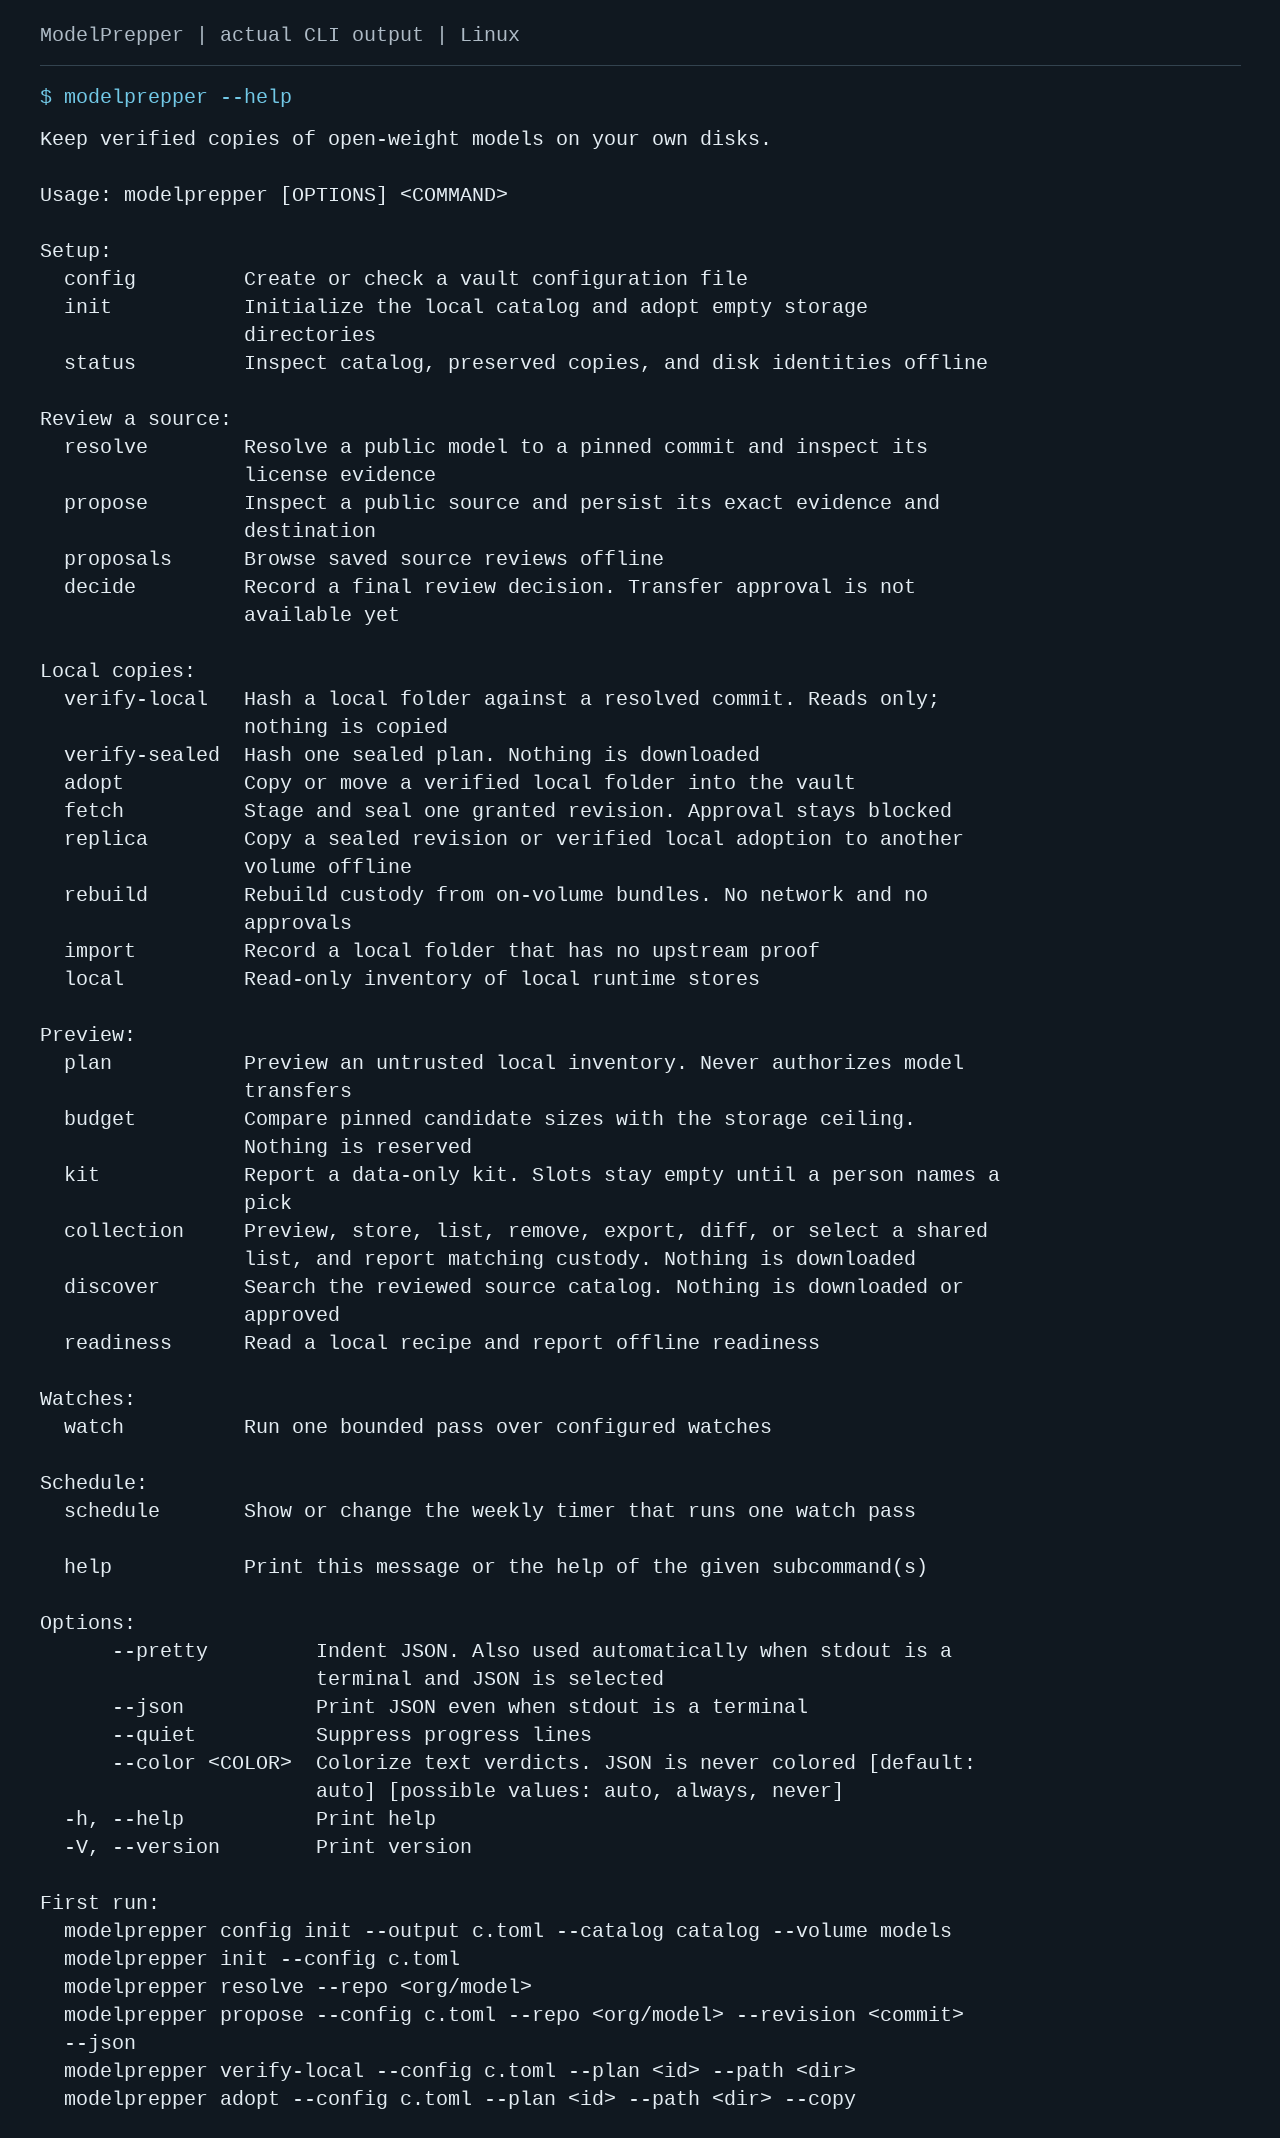 ModelPrepper | actual CLI output | Linux
$ modelprepper --help
Keep verified copies of open-weight models on your own disks.
Usage: modelprepper [OPTIONS] <COMMAND>
Setup:
  config         Create or check a vault configuration file
  init           Initialize the local catalog and adopt empty storage
                 directories
  status         Inspect catalog, preserved copies, and disk identities offline
Review a source:
  resolve        Resolve a public model to a pinned commit and inspect its
                 license evidence
  propose        Inspect a public source and persist its exact evidence and
                 destination
  proposals      Browse saved source reviews offline
  decide         Record a final review decision. Transfer approval is not
                 available yet
Local copies:
  verify-local   Hash a local folder against a resolved commit. Reads only;
                 nothing is copied
  verify-sealed  Hash one sealed plan. Nothing is downloaded
  adopt          Copy or move a verified local folder into the vault
  fetch          Stage and seal one granted revision. Approval stays blocked
  replica        Copy a sealed revision or verified local adoption to another
                 volume offline
  rebuild        Rebuild custody from on-volume bundles. No network and no
                 approvals
  import         Record a local folder that has no upstream proof
  local          Read-only inventory of local runtime stores
Preview:
  plan           Preview an untrusted local inventory. Never authorizes model
                 transfers
  budget         Compare pinned candidate sizes with the storage ceiling.
                 Nothing is reserved
  kit            Report a data-only kit. Slots stay empty until a person names a
                 pick
  collection     Preview, store, list, remove, export, diff, or select a shared
                 list, and report matching custody. Nothing is downloaded
  discover       Search the reviewed source catalog. Nothing is downloaded or
                 approved
  readiness      Read a local recipe and report offline readiness
Watches:
  watch          Run one bounded pass over configured watches
Schedule:
  schedule       Show or change the weekly timer that runs one watch pass
  help           Print this message or the help of the given subcommand(s)
Options:
      --pretty         Indent JSON. Also used automatically when stdout is a
                       terminal and JSON is selected
      --json           Print JSON even when stdout is a terminal
      --quiet          Suppress progress lines
      --color <COLOR>  Colorize text verdicts. JSON is never colored [default:
                       auto] [possible values: auto, always, never]
  -h, --help           Print help
  -V, --version        Print version
First run:
  modelprepper config init --output c.toml --catalog catalog --volume models
  modelprepper init --config c.toml
  modelprepper resolve --repo <org/model>
  modelprepper propose --config c.toml --repo <org/model> --revision <commit>
  --json
  modelprepper verify-local --config c.toml --plan <id> --path <dir>
  modelprepper adopt --config c.toml --plan <id> --path <dir> --copy